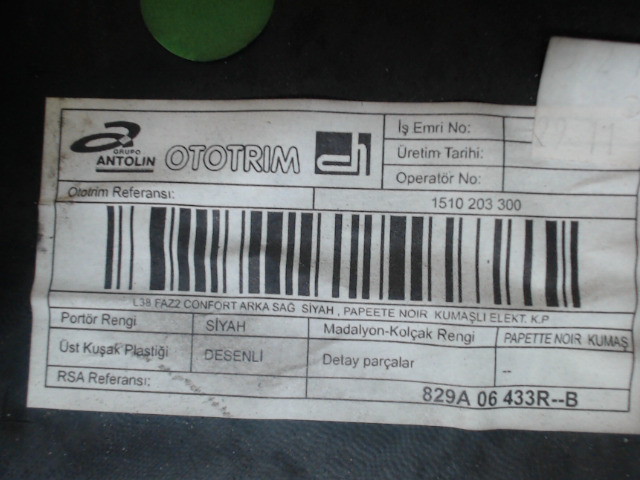 GRUPO
ANTOLIN
OTOTRIM
İş Emri No:
Üretim Tarihi:
Operatör No:
Ototrim Referansı:
1510 203 300
L38 FAZ2 CONFORT ARKA SAĞ SİYAH , PAPEETE NOIR KUMAŞLI ELEKT. K.P
Portör Rengi SİYAH Madalyon-Kolçak Rengi PAPETTE NOIR KUMAŞ
Üst Kuşak Plastiği DESENLİ Detay parçalar --
RSA Referansı: 829A 06 433R--B